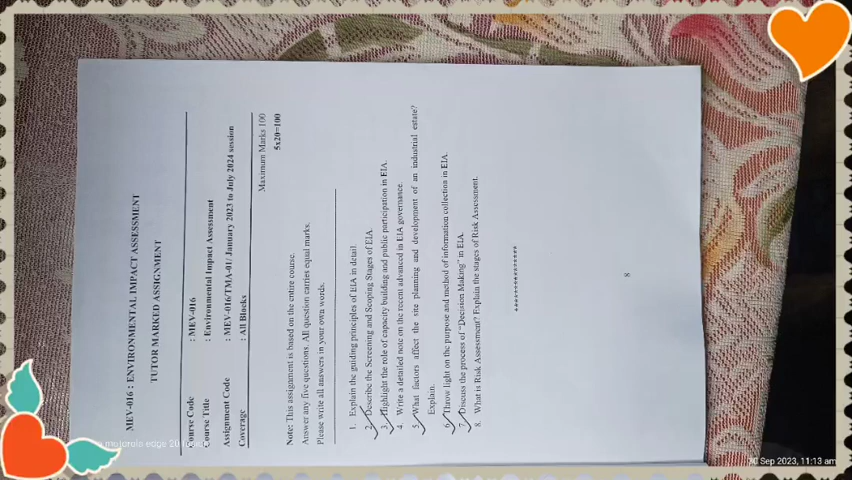 MEV-016 : ENVIRONMENTAL IMPACT ASSESSMENT
TUTOR MARKED ASSIGNMENT
Course Code : MEV-016
Course Title : Environmental Impact Assessment
Assignment Code : MEV-016/TMA-01/ January 2023 to July 2024 session
Coverage : All Blocks
Maximum Marks 100
Note: This assignment is based on the entire course.
5x20=100
Answer any five questions. All question carries equal marks.
Please write all answers in your own words.
1. Explain the guiding principles of EIA in detail.
2. Describe the Screening and Scoping Stages of EIA.
3. Highlight the role of capacity building and public participation in EIA.
4. Write a detailed note on the recent advanced in EIA governance.
5. What factors affect the site planning and development of an industrial estate?
Explain.
6. Throw light on the purpose and method of information collection in EIA.
7. Discuss the process of "Decision Making" in EIA.
8. What is Risk Assessment? Explain the stages of Risk Assessment.
***************
8
motorola edge 20
30 Sep 2023, 11:13 am